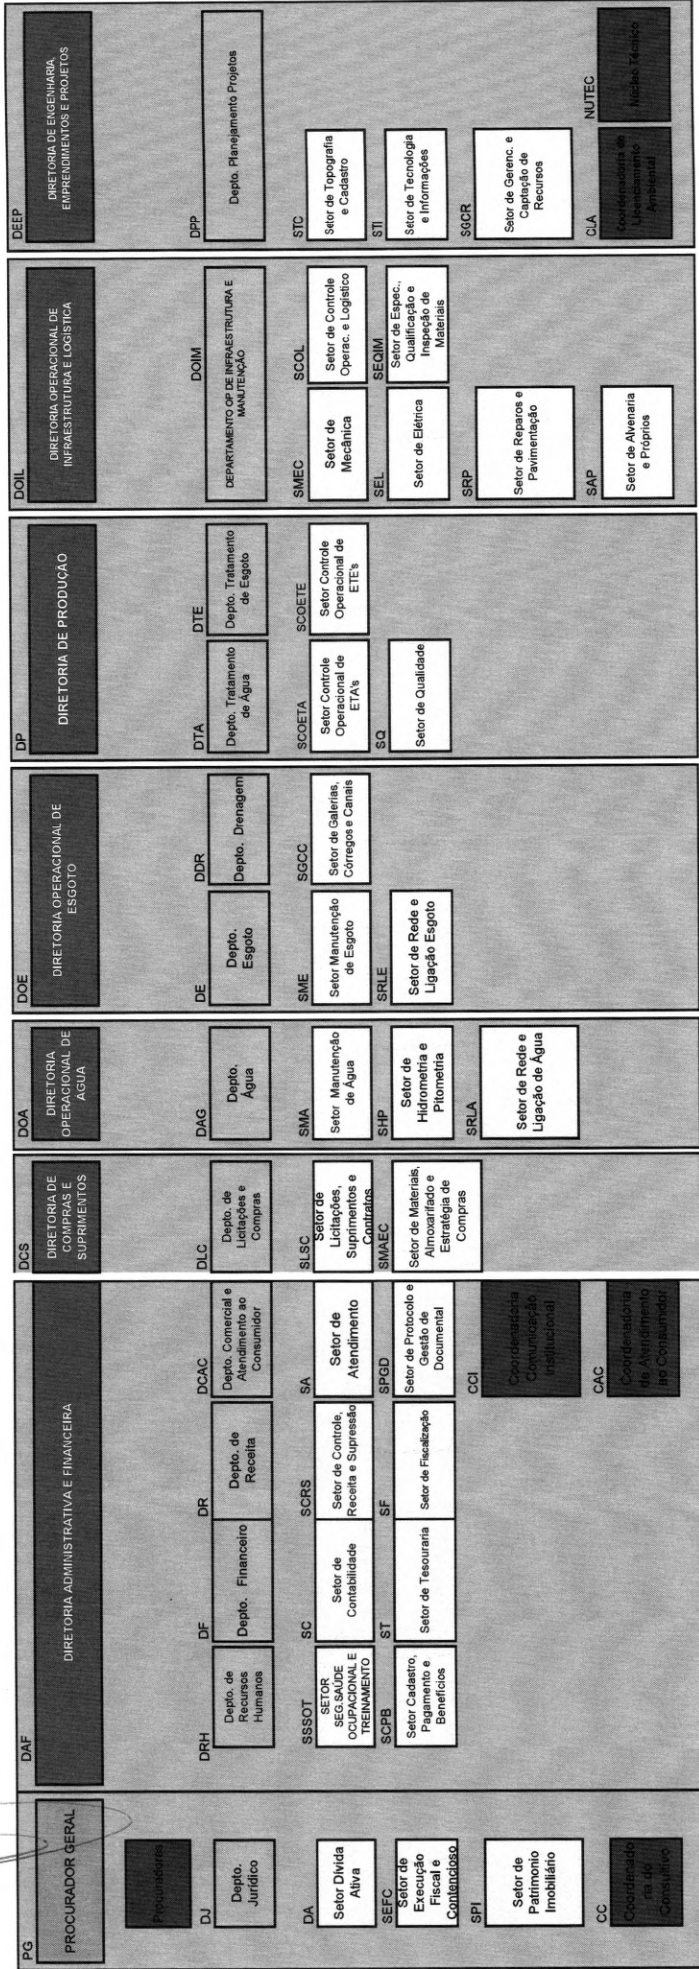 PG
PROCURADOR GERAL
Procuradores
DJ
Depto.
Jurídico
DA
Setor Divida
Ativa
SEFC
Setor de
Execução
Fiscal e
Contencioso
SPI
Setor de
Patrimonio
Imobiliário
CC
Coordenado
ria do
Consultivo
DAF
DIRETORIA ADMINISTRATIVA E FINANCEIRA
DRH
Depto. de
Recursos
Humanos
DF
Depto. Financeiro
DR
Depto. de
Receita
DCAC
Depto. Comercial e
Atendimento ao
Consumidor
SSSOT
SETOR
SEG.SAÚDE
OCUPACIONAL E
TREINAMENTO
SC
Setor de
Contabilidade
SCRS
Setor de Controle,
Receita e Supressão
SA
Setor de
Atendimento
SCPB
Setor Cadastro,
Pagamento e
Benefícios
ST
Setor de Tesouraria
SF
Setor de Fiscalização
SPGD
Setor de Protocolo e
Gestão de
Documental
CCI
Coordenadoria
Comunicação
Institucional
CAC
Coordenadoria
de Atendimento
ao Consumidor
DCS
DIRETORIA DE
COMPRAS E
SUPRIMENTOS
DLC
Depto. de
Licitações e
Compras
SLSC
Setor de
Licitações,
Suprimentos e
Contratos
SMAEC
Setor de Materiais,
Almoxarifado e
Estratégia de
Compras
DOA
DIRETORIA
OPERACIONAL DE
AGUA
DAG
Depto.
Água
SMA
Setor Manutenção
de Água
SHP
Setor de
Hidrometria e
Pitometria
SRLA
Setor de Rede e
Ligação de Água
DOE
DIRETORIA OPERACIONAL DE
ESGOTO
DE
Depto.
Esgoto
DDR
Depto. Drenagem
SME
Setor Manutenção
de Esgoto
SGCC
Setor de Galerias,
Córregos e Canais
SRLE
Setor de Rede e
Ligação Esgoto
DP
DIRETORIA DE PRODUÇÃO
DTA
Depto. Tratamento
de Água
DTE
Depto. Tratamento
de Esgoto
SCOETA
Setor Controle
Operacional de
ETA's
SCOETE
Setor Controle
Operacional de
ETE's
SQ
Setor de Qualidade
DOIL
DIRETORIA OPERACIONAL DE
INFRAESTRUTURA E LOGÍSTICA
DOIM
DEPARTAMENTO OP DE INFRAESTRUTURA E
MANUTENÇÃO
SMEC
Setor de
Mecânica
SCOL
Setor de Controle
Operac. e Logístico
SEL
Setor de Elétrica
SEQIM
Setor de Espec.,
Qualificação e
Inspeção de
Materiais
SRP
Setor de Reparos e
Pavimentação
SAP
Setor de Alvenaria
e Próprios
DEEP
DIRETORIA DE ENGENHARIA,
EMPRENDIMENTOS E PROJETOS
DPP
Depto. Planejamento Projetos
STC
Setor de Topografia
e Cadastro
STI
Setor de Tecnologia
e Informações
SGCR
Setor de Gerenc. e
Captação de
Recursos
CLA
Coordenadoria de
Licenciamento
Ambiental
NUTEC
Núcleo Técnico